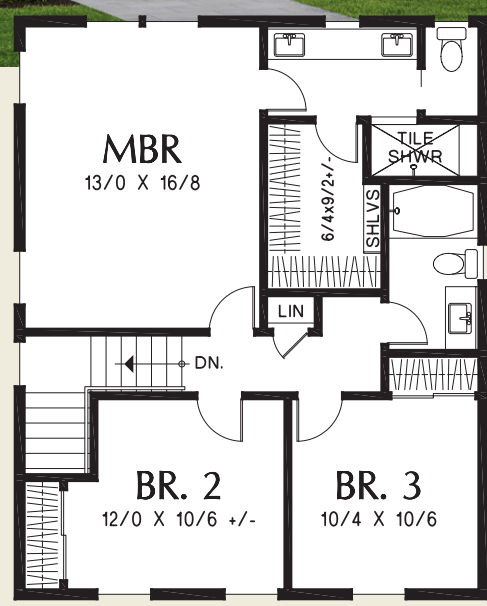 MBR
13/0 X 16/8
TILE
SHWR
6/4x9/2+/-
SHLVS
LIN
DN.
BR. 2
12/0 X 10/6 +/-
BR. 3
10/4 X 10/6